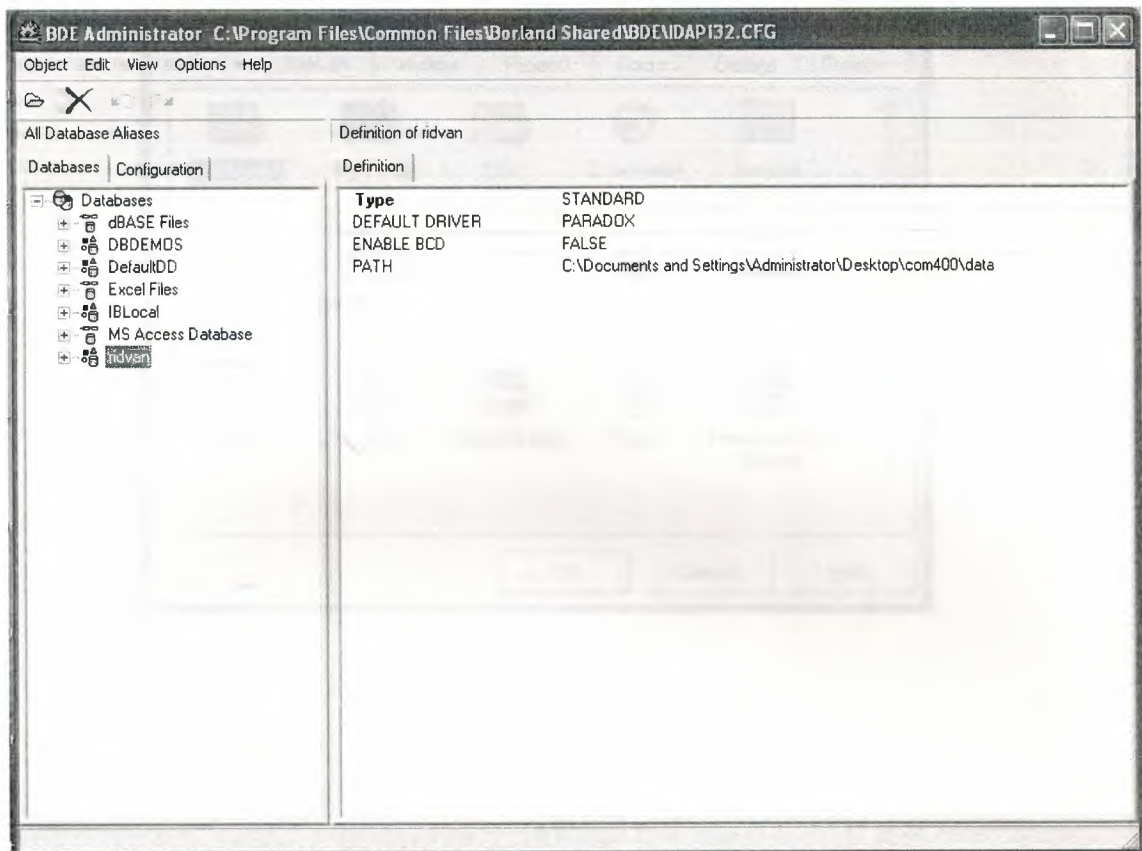 BDE Administrator C:\Program Files\Common Files\Borland Shared\BDE\IDAPI32.CFG
Object Edit View Options Help
All Database Aliases
Definition of ridvan
Databases Configuration
Definition
Databases
dBASE Files
DBDEMOS
DefaultDD
Excel Files
IBLocal
MS Access Database
ridvan
Type STANDARD
DEFAULT DRIVER PARADOX
ENABLE BCD FALSE
PATH C:\Documents and Settings\Administrator\Desktop\com400\data